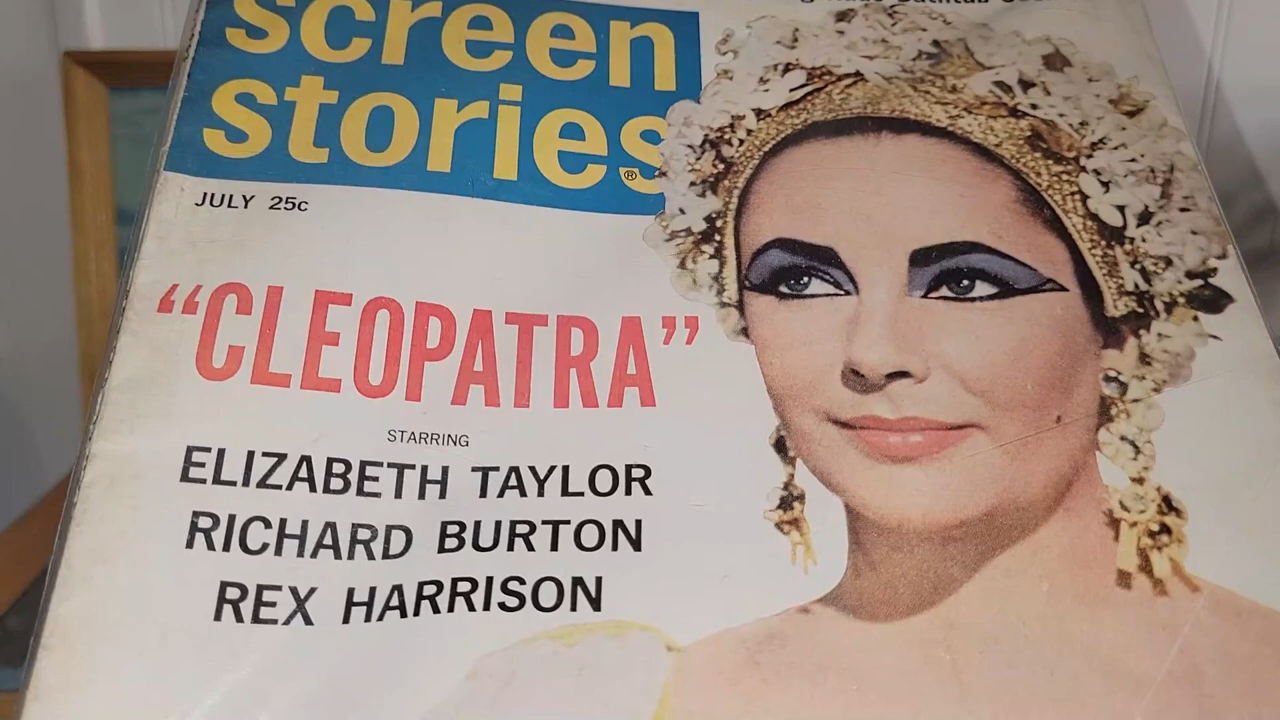 screen
stories®
JULY 25c
“CLEOPATRA”
STARRING
ELIZABETH TAYLOR
RICHARD BURTON
REX HARRISON